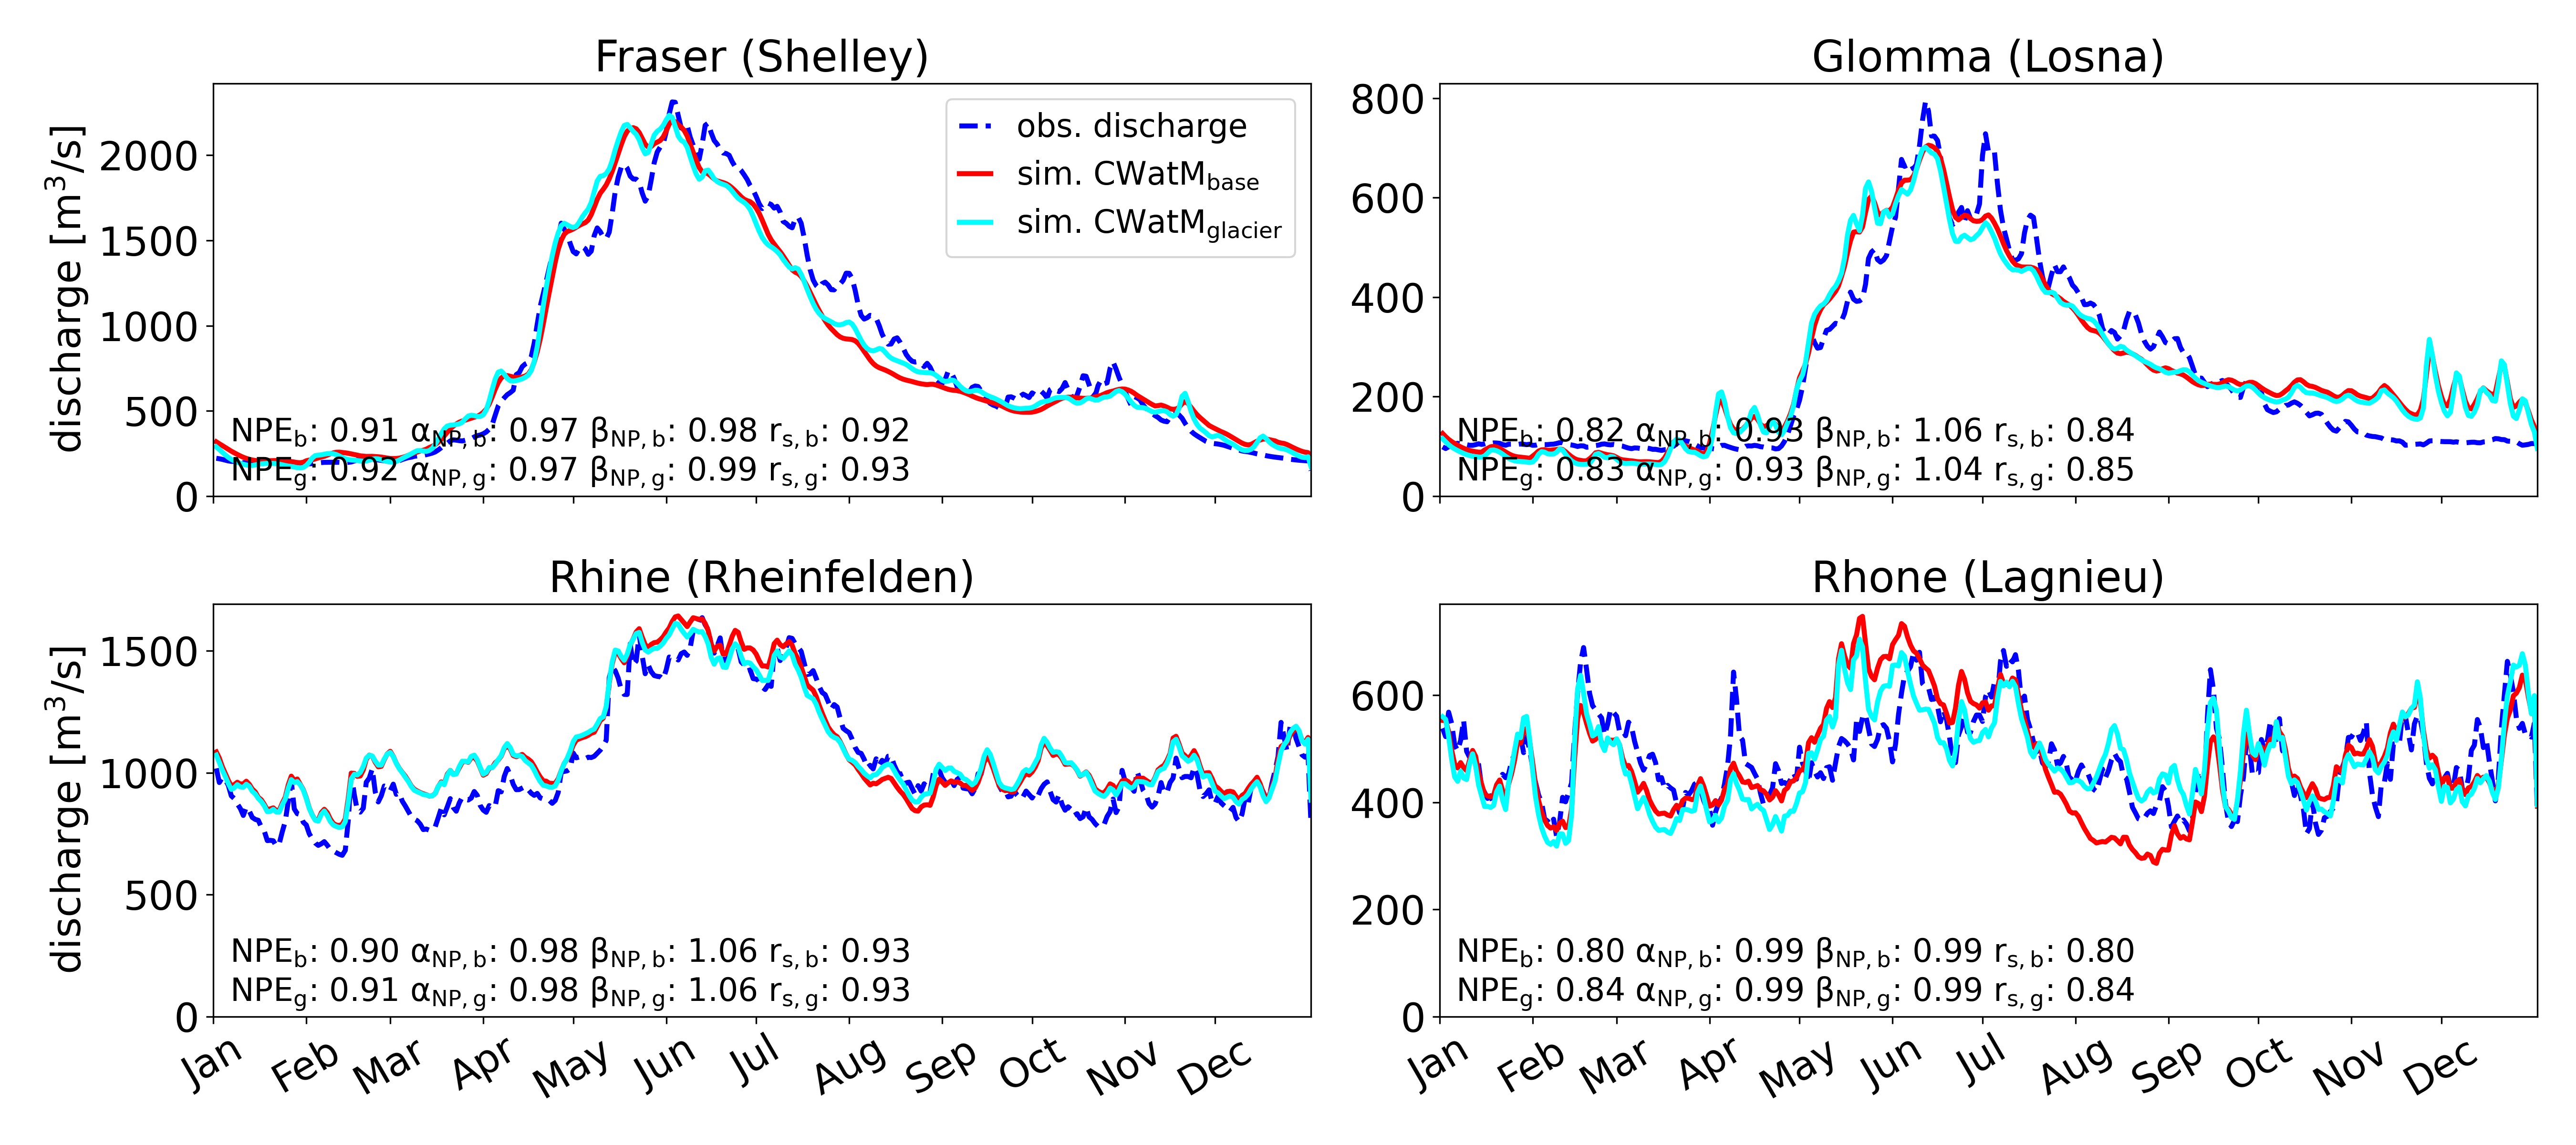 Fraser (Shelley)
discharge [m³/s]
2000
1500
1000
500
0
obs. discharge
sim. CWatM_base
sim. CWatM_glacier
NPE_b: 0.91 α_NP,b: 0.97 β_NP,b: 0.98 r_s,b: 0.92
NPE_g: 0.92 α_NP,g: 0.97 β_NP,g: 0.99 r_s,g: 0.93
Glomma (Losna)
800
600
400
200
0
NPE_b: 0.82 α_NP,b: 0.93 β_NP,b: 1.06 r_s,b: 0.84
NPE_g: 0.83 α_NP,g: 0.93 β_NP,g: 1.04 r_s,g: 0.85
Rhine (Rheinfelden)
discharge [m³/s]
1500
1000
500
0
NPE_b: 0.90 α_NP,b: 0.98 β_NP,b: 1.06 r_s,b: 0.93
NPE_g: 0.91 α_NP,g: 0.98 β_NP,g: 1.06 r_s,g: 0.93
Jan Feb Mar Apr May Jun Jul Aug Sep Oct Nov Dec
Rhone (Lagnieu)
600
400
200
0
NPE_b: 0.80 α_NP,b: 0.99 β_NP,b: 0.99 r_s,b: 0.80
NPE_g: 0.84 α_NP,g: 0.99 β_NP,g: 0.99 r_s,g: 0.84
Jan Feb Mar Apr May Jun Jul Aug Sep Oct Nov Dec